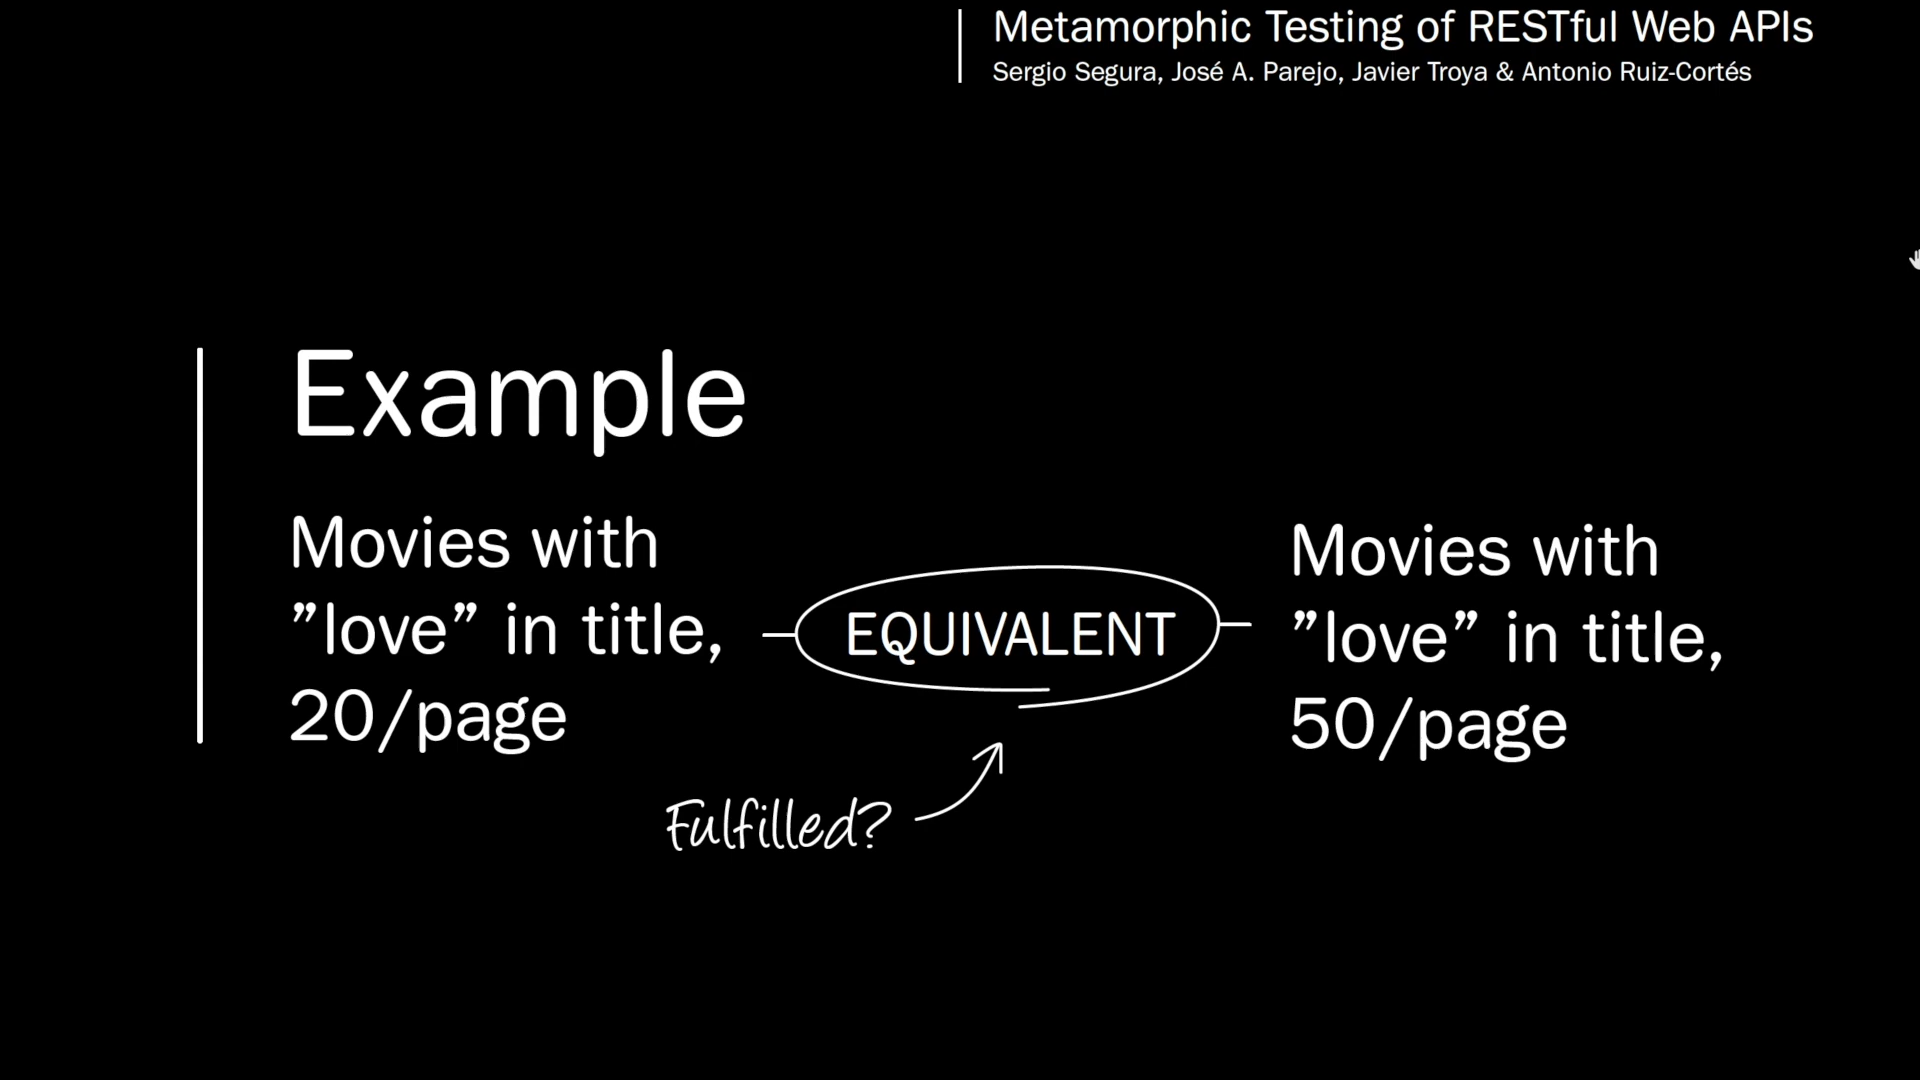 Metamorphic Testing of RESTful Web APIs
Sergio Segura, José A. Parejo, Javier Troya & Antonio Ruiz-Cortés
Example
Movies with
”love” in title,
20/page
EQUIVALENT
Movies with
”love” in title,
50/page
Fulfilled?